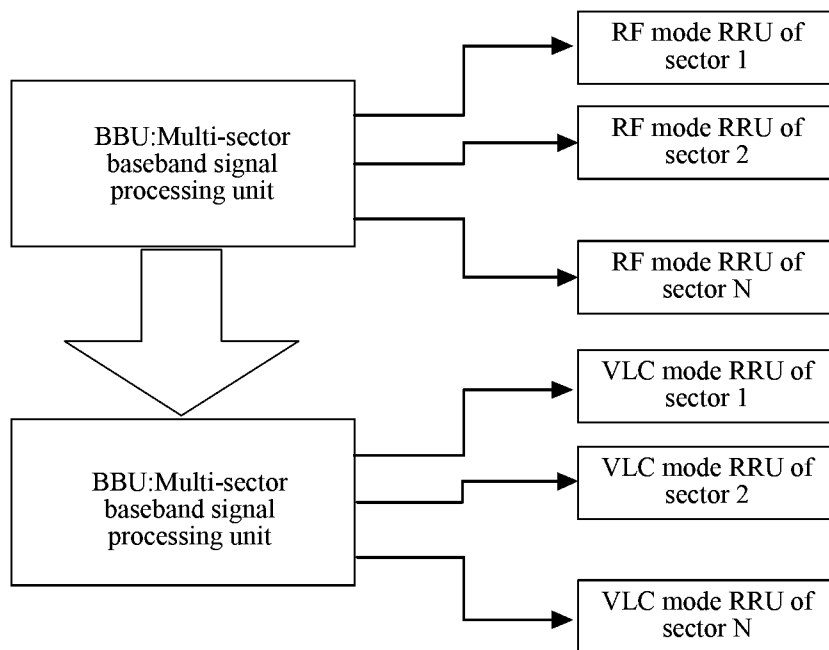 RF mode RRU of
sector 1
BBU:Multi-sector
baseband signal
processing unit
RF mode RRU of
sector 2
RF mode RRU of
sector N
VLC mode RRU of
sector 1
BBU:Multi-sector
baseband signal
processing unit
VLC mode RRU of
sector 2
VLC mode RRU of
sector N